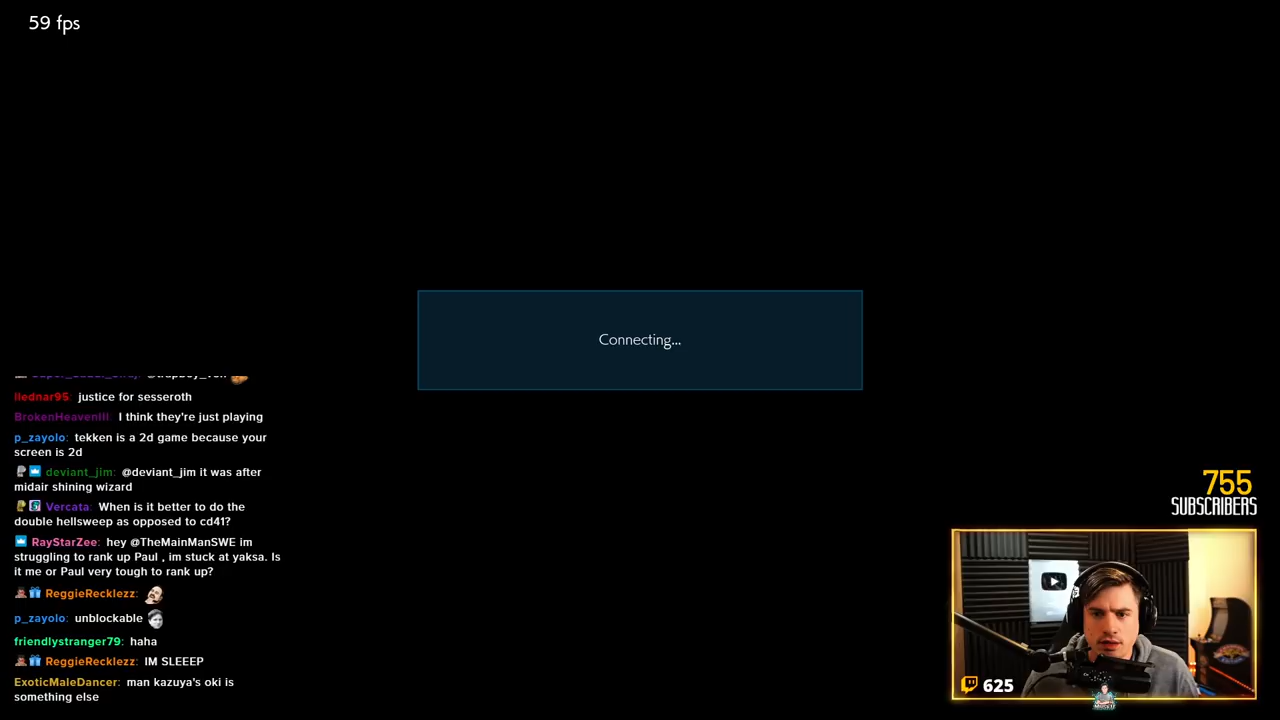 59 fps
Connecting...
llednar95: justice for sesseroth
BrokenHeavenIII: I think they're just playing
p_zayolo: tekken is a 2d game because your
screen is 2d
deviant_jim: @deviant_jim it was after
midair shining wizard
Vercata: When is it better to do the
double hellsweep as opposed to cd41?
RayStarZee: hey @TheMainManSWE im
struggling to rank up Paul , im stuck at yaksa. Is
it me or Paul very tough to rank up?
ReggieRecklezz:
p_zayolo: unblockable
friendlystranger79: haha
ReggieRecklezz: IM SLEEEP
ExoticMaleDancer: man kazuya's oki is
something else
755
SUBSCRIBERS
625